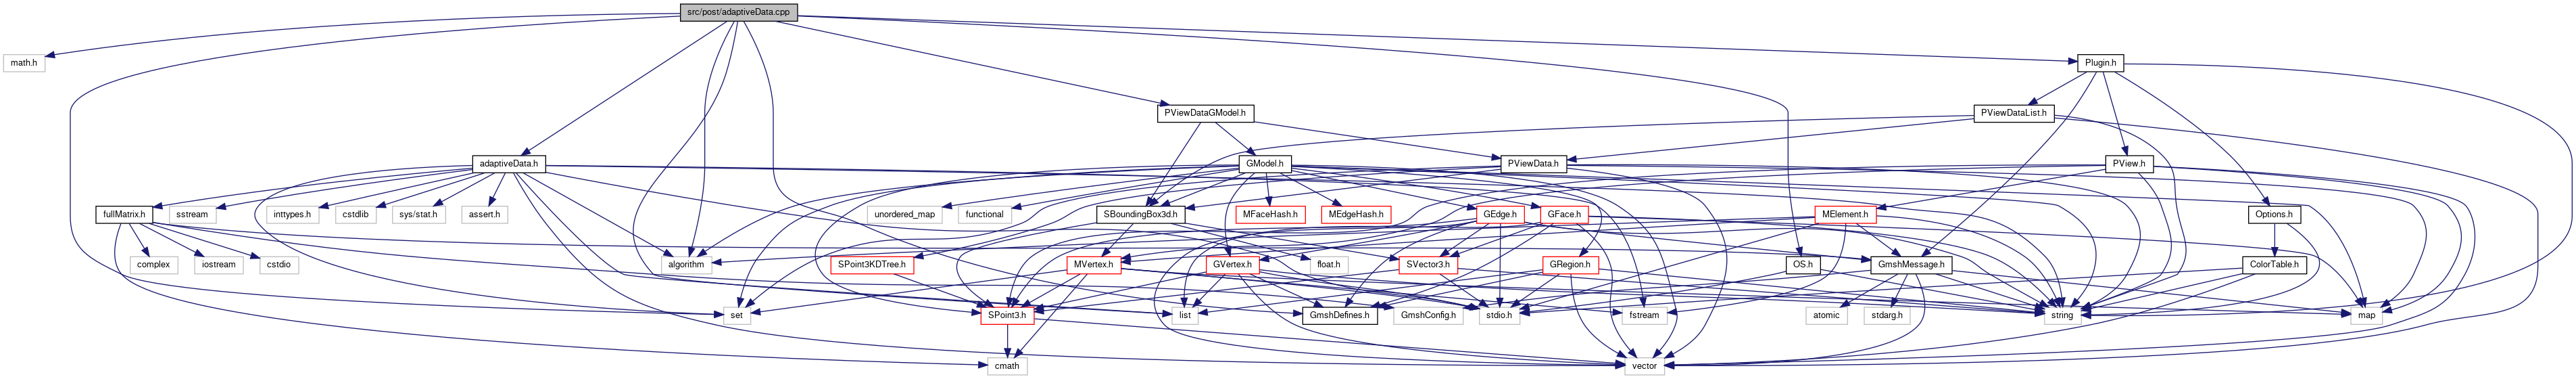 src/post/adaptiveData.cpp
math.h
Plugin.h
PViewDataGModel.h
PViewDataList.h
adaptiveData.h
GModel.h
PViewData.h
PView.h
fullMatrix.h
sstream
inttypes.h
cstdlib
sys/stat.h
assert.h
unordered_map
functional
SBoundingBox3d.h
MFaceHash.h
MEdgeHash.h
GEdge.h
GFace.h
MElement.h
Options.h
complex
iostream
cstdio
algorithm
SPoint3KDTree.h
MVertex.h
GVertex.h
float.h
SVector3.h
GRegion.h
OS.h
GmshMessage.h
ColorTable.h
set
SPoint3.h
list
GmshDefines.h
GmshConfig.h
stdio.h
fstream
atomic
stdarg.h
string
map
cmath
vector